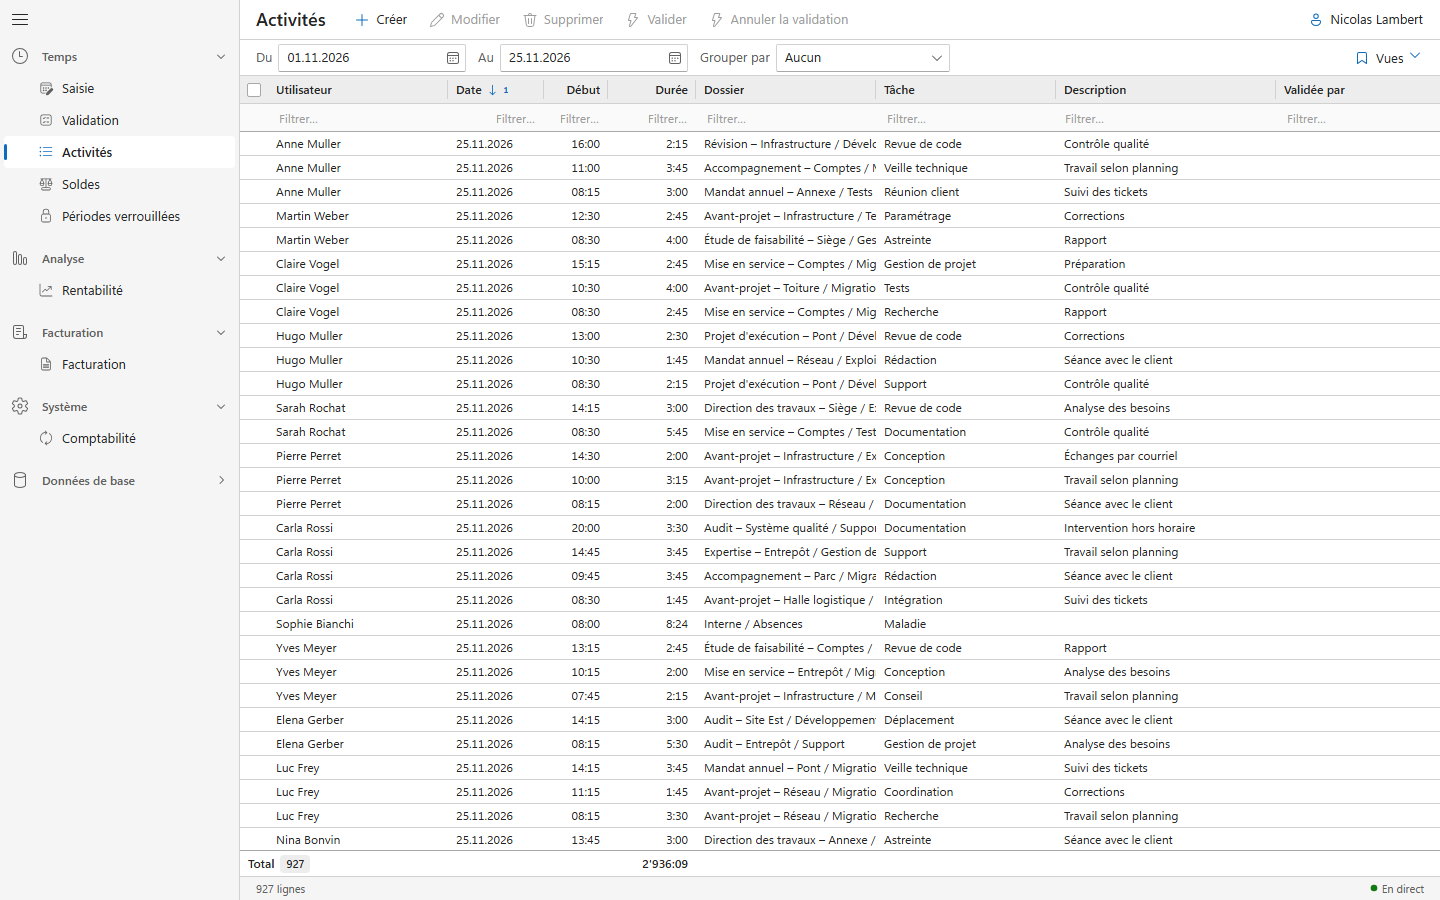 Activités
Créer
Modifier
Supprimer
Valider
Annuler la validation
Nicolas Lambert
Temps
Saisie
Validation
Activités
Soldes
Périodes verrouillées
Analyse
Rentabilité
Facturation
Facturation
Système
Comptabilité
Données de base
Du 01.11.2026 Au 25.11.2026 Grouper par Aucun Vues
Utilisateur Date 1 Début Durée Dossier Tâche Description Validée par
Filtrer... Filtrer... Filtrer... Filtrer... Filtrer... Filtrer... Filtrer... Filtrer...
Anne Muller 25.11.2026 16:00 2:15 Révision – Infrastructure / Dévelo Revue de code Contrôle qualité
Anne Muller 25.11.2026 11:00 3:45 Accompagnement – Comptes / M Veille technique Travail selon planning
Anne Muller 25.11.2026 08:15 3:00 Mandat annuel – Annexe / Tests Réunion client Suivi des tickets
Martin Weber 25.11.2026 12:30 2:45 Avant-projet – Infrastructure / Te Paramétrage Corrections
Martin Weber 25.11.2026 08:30 4:00 Étude de faisabilité – Siège / Ges Astreinte Rapport
Claire Vogel 25.11.2026 15:15 2:45 Mise en service – Comptes / Mig Gestion de projet Préparation
Claire Vogel 25.11.2026 10:30 4:00 Avant-projet – Toiture / Migratio Tests Contrôle qualité
Claire Vogel 25.11.2026 08:30 2:45 Mise en service – Comptes / Mig Recherche Rapport
Hugo Muller 25.11.2026 13:00 2:30 Projet d'exécution – Pont / Dével Revue de code Corrections
Hugo Muller 25.11.2026 10:30 1:45 Mandat annuel – Réseau / Exploi Rédaction Séance avec le client
Hugo Muller 25.11.2026 08:30 2:15 Projet d'exécution – Pont / Dével Support Contrôle qualité
Sarah Rochat 25.11.2026 14:15 3:00 Direction des travaux – Siège / E Revue de code Analyse des besoins
Sarah Rochat 25.11.2026 08:30 5:45 Mise en service – Comptes / Test Documentation Contrôle qualité
Pierre Perret 25.11.2026 14:30 2:00 Avant-projet – Infrastructure / Ex Conception Échanges par courriel
Pierre Perret 25.11.2026 10:00 3:15 Avant-projet – Infrastructure / Ex Conception Travail selon planning
Pierre Perret 25.11.2026 08:15 2:00 Direction des travaux – Réseau / Documentation Séance avec le client
Carla Rossi 25.11.2026 20:00 3:30 Audit – Système qualité / Suppor Documentation Intervention hors horaire
Carla Rossi 25.11.2026 14:45 3:45 Expertise – Entrepôt / Gestion de Support Travail selon planning
Carla Rossi 25.11.2026 09:45 3:45 Accompagnement – Parc / Migra Rédaction Séance avec le client
Carla Rossi 25.11.2026 08:30 1:45 Avant-projet – Halle logistique / Intégration Suivi des tickets
Sophie Bianchi 25.11.2026 08:00 8:24 Interne / Absences Maladie
Yves Meyer 25.11.2026 13:15 2:45 Étude de faisabilité – Comptes / Revue de code Rapport
Yves Meyer 25.11.2026 10:15 2:00 Mise en service – Entrepôt / Mig Conception Analyse des besoins
Yves Meyer 25.11.2026 07:45 2:15 Avant-projet – Infrastructure / M Conseil Travail selon planning
Elena Gerber 25.11.2026 14:15 3:00 Audit – Site Est / Développement Déplacement Séance avec le client
Elena Gerber 25.11.2026 08:15 5:30 Audit – Entrepôt / Support Gestion de projet Analyse des besoins
Luc Frey 25.11.2026 14:15 3:45 Mandat annuel – Pont / Migratio Veille technique Suivi des tickets
Luc Frey 25.11.2026 11:15 1:45 Avant-projet – Réseau / Migratio Coordination Corrections
Luc Frey 25.11.2026 08:15 3:30 Avant-projet – Réseau / Migratio Recherche Travail selon planning
Nina Bonvin 25.11.2026 13:45 3:00 Direction des travaux – Annexe / Astreinte Séance avec le client
Total 927 2'936:09
927 lignes
En direct